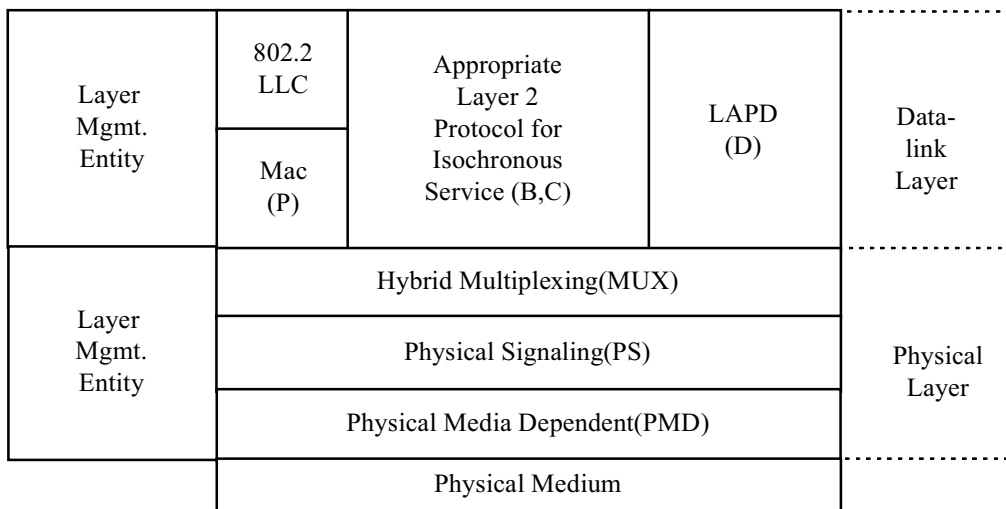 Layer
Mgmt.
Entity
802.2
LLC
Mac
(P)
Appropriate
Layer 2
Protocol for
Isochronous
Service (B,C)
LAPD
(D)
Data-
link
Layer
Layer
Mgmt.
Entity
Hybrid Multiplexing(MUX)
Physical Signaling(PS)
Physical Media Dependent(PMD)
Physical
Layer
Physical Medium